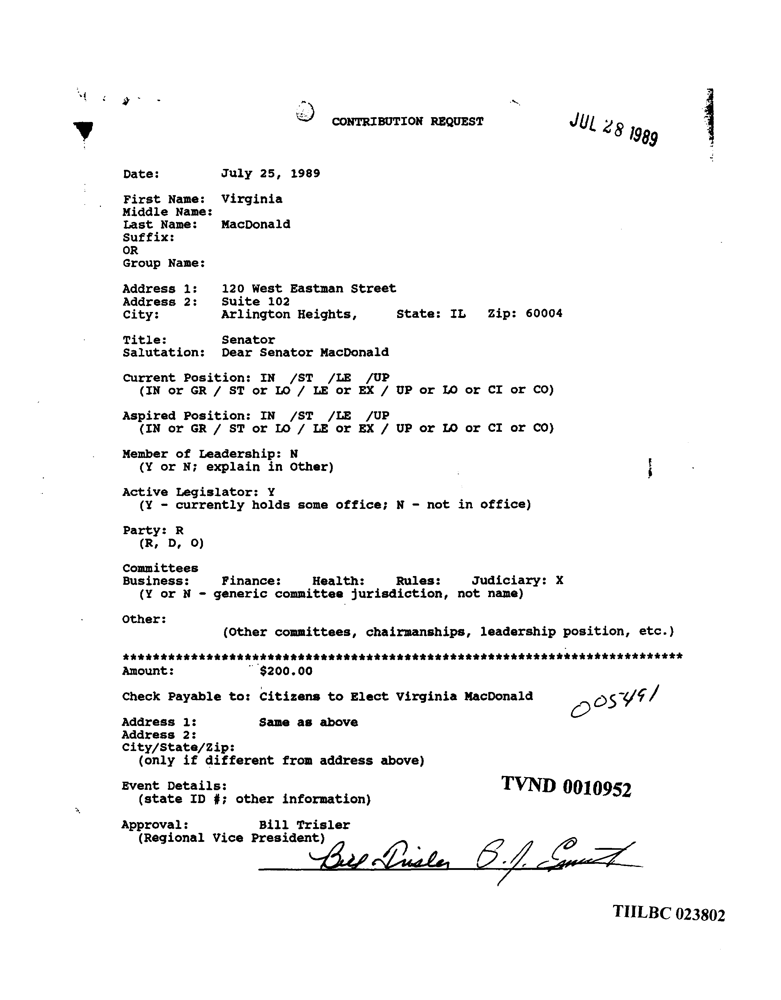 CONTRIBUTION REQUEST
JUL 28 1989
Date: July 25, 1989
First Name: Virginia
Middle Name:
Last Name: MacDonald
Suffix:
OR
Group Name:
Address 1: 120 West Eastman Street
Address 2: Suite 102
City: Arlington Heights, State: IL Zip: 60004
Title: Senator
Salutation: Dear Senator MacDonald
Current Position: IN /ST /LE /UP
(IN or GR / ST or LO / LE or EX / UP or LO or CI or CO)
Aspired Position: IN /ST /LE /UP
(IN or GR / ST or LO / LE or EX / UP or LO or CI or CO)
Member of Leadership: N
(Y or N; explain in Other)
Active Legislator: Y
(Y - currently holds some office; N - not in office)
Party: R
(R, D, O)
Committees
Business: Finance: Health: Rules: Judiciary: X
(Y or N - generic committee jurisdiction, not name)
Other:
(Other committees, chairmanships, leadership position, etc.)
***************************************************************************
Amount: $200.00
Check Payable to: Citizens to Elect Virginia MacDonald
005491
Address 1: Same as above
Address 2:
City/State/Zip:
(only if different from address above)
Event Details:
(state ID #; other information)
TVND 0010952
Approval: Bill Trisler
(Regional Vice President)
Bill Trisler
TIILBC 023802